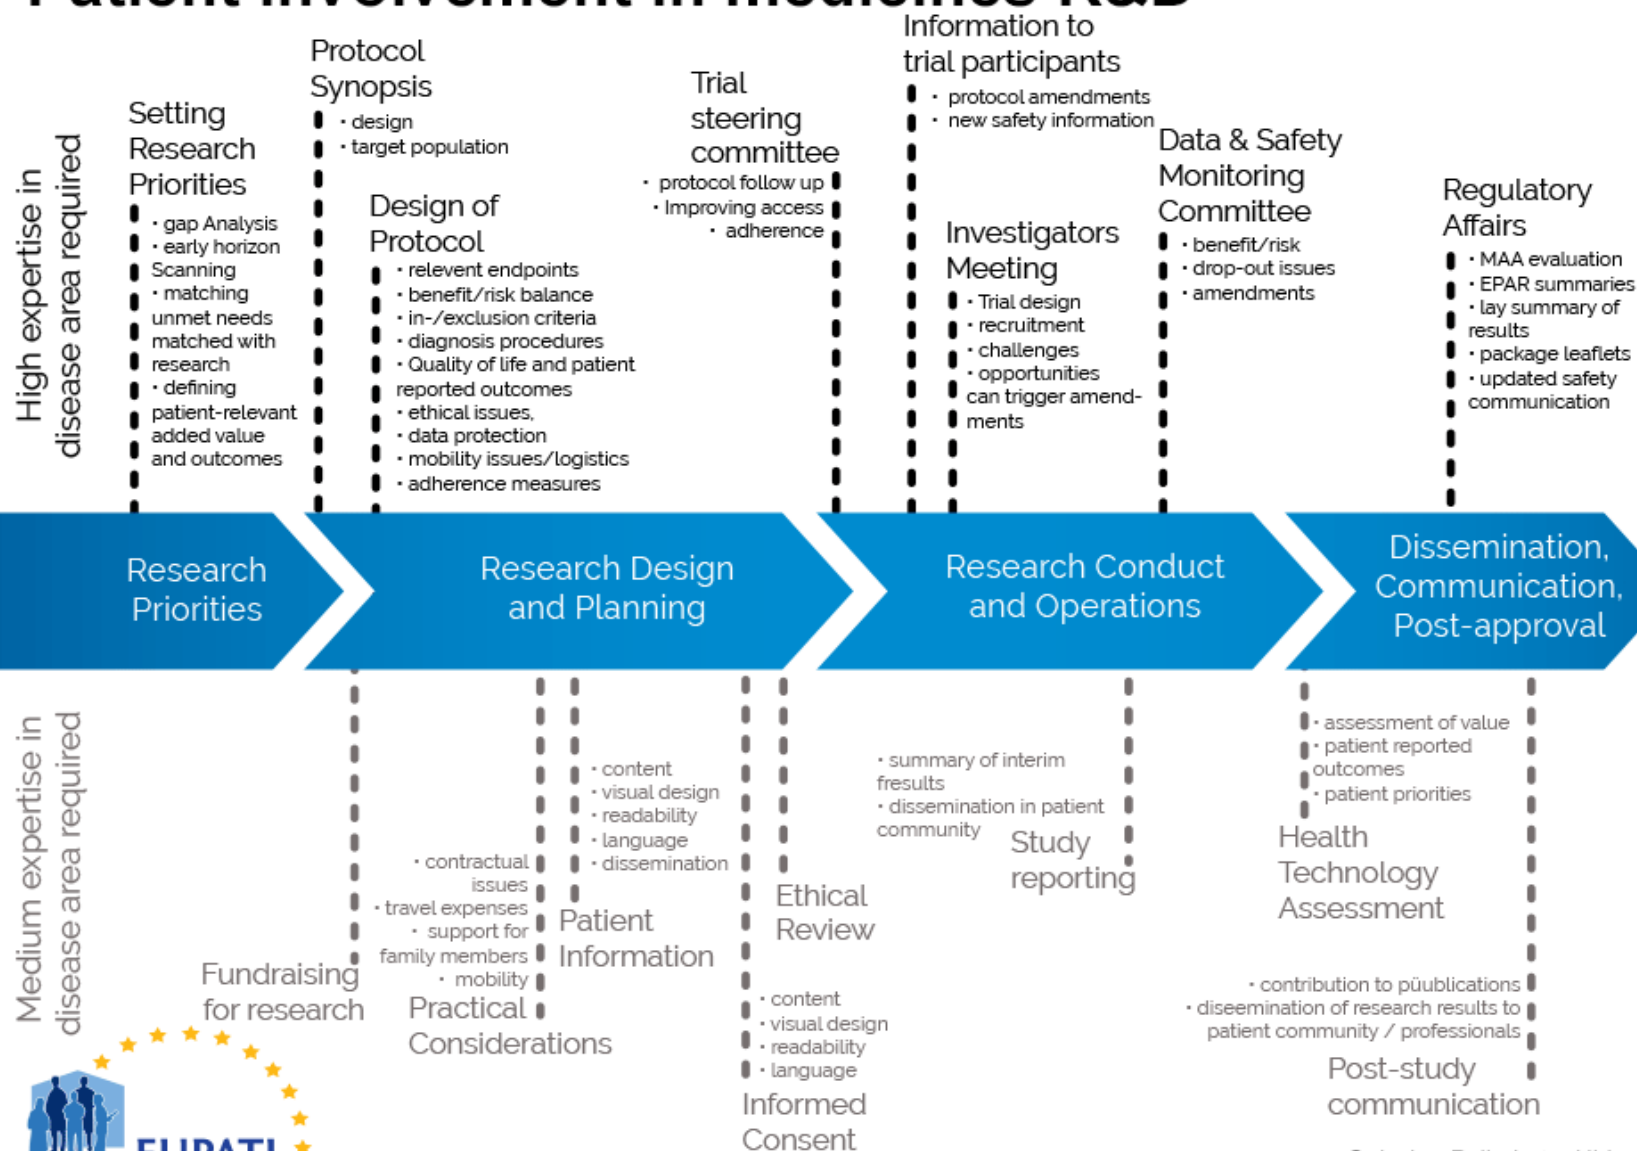 Patient involvement in medicines R&D
High expertise in
disease area required
Setting
Research
Priorities
· gap Analysis
· early horizon
Scanning
· matching
unmet needs
matched with
research
· defining
patient-relevant
added value
and outcomes
Protocol
Synopsis
· design
· target population
Design of
Protocol
· relevent endpoints
· benefit/risk balance
· in-/exclusion criteria
· diagnosis procedures
· Quality of life and patient
reported outcomes
· ethical issues,
· data protection
· mobility issues/logistics
· adherence measures
Trial
steering
committee
· protocol follow up
· Improving access
· adherence
Information to
trial participants
· protocol amendments
· new safety information
Investigators
Meeting
· Trial design
· recruitment
· challenges
· opportunities
can trigger amend-
ments
Data & Safety
Monitoring
Committee
· benefit/risk
· drop-out issues
· amendments
Regulatory
Affairs
· MAA evaluation
· EPAR summaries
· lay summary of
results
· package leaflets
· updated safety
communication
Research
Priorities
Research Design
and Planning
Research Conduct
and Operations
Dissemination,
Communication,
Post-approval
Medium expertise in
disease area required
Fundraising
for research
· contractual
issues
· travel expenses
· support for
family members
· mobility
Practical
Considerations
· content
· visual design
· readability
· language
· dissemination
Patient
Information
Ethical
Review
· content
· visual design
· readability
· language
Informed
Consent
· summary of interim
fresults
· dissemination in patient
community
Study
reporting
· assessment of value
· patient reported
outcomes
· patient priorities
Health
Technology
Assessment
· contribution to püublications
· diseemination of research results to
patient community / professionals
Post-study
communication
EUPATI